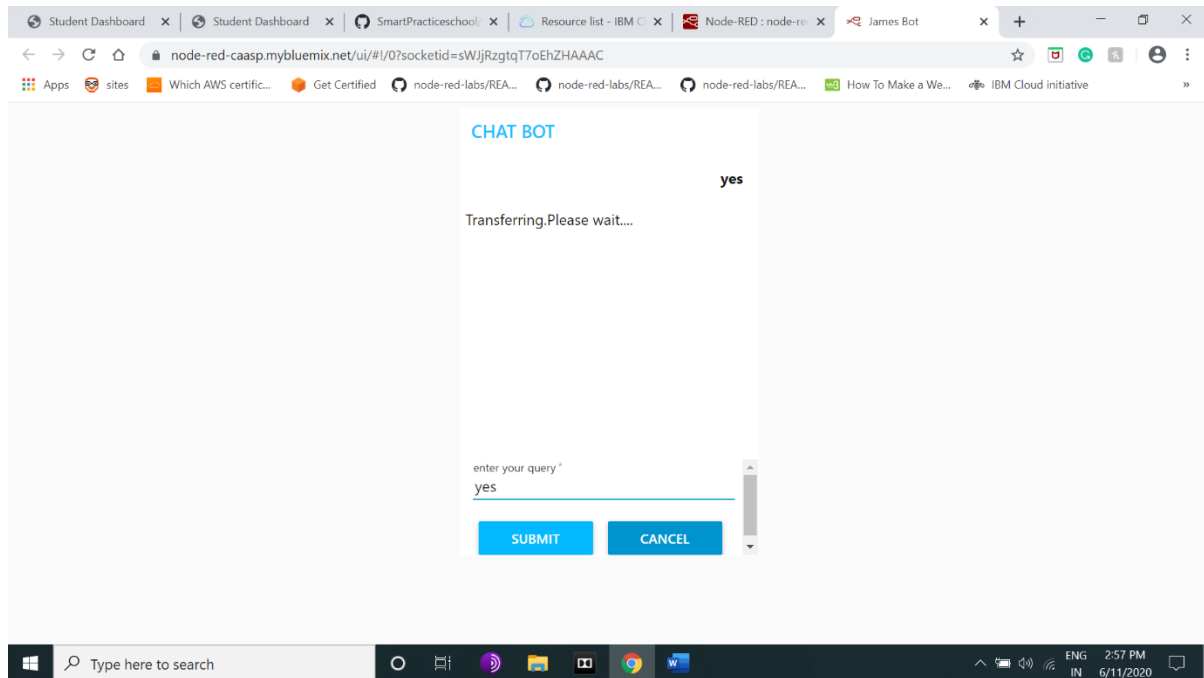 Student Dashboard
Student Dashboard
SmartPracticeschool/
Resource list - IBM C
Node-RED : node-re
James Bot
node-red-caasp.mybluemix.net/ui/#!/0?socketid=sWJjRzgtqT7oEhZHAAAC
Apps
sites
Which AWS certific...
Get Certified
node-red-labs/REA...
node-red-labs/REA...
node-red-labs/REA...
How To Make a We...
IBM Cloud initiative
»
CHAT BOT
yes
Transferring.Please wait....
enter your query *
yes
SUBMIT CANCEL
Type here to search
ENG 2:57 PM
IN 6/11/2020